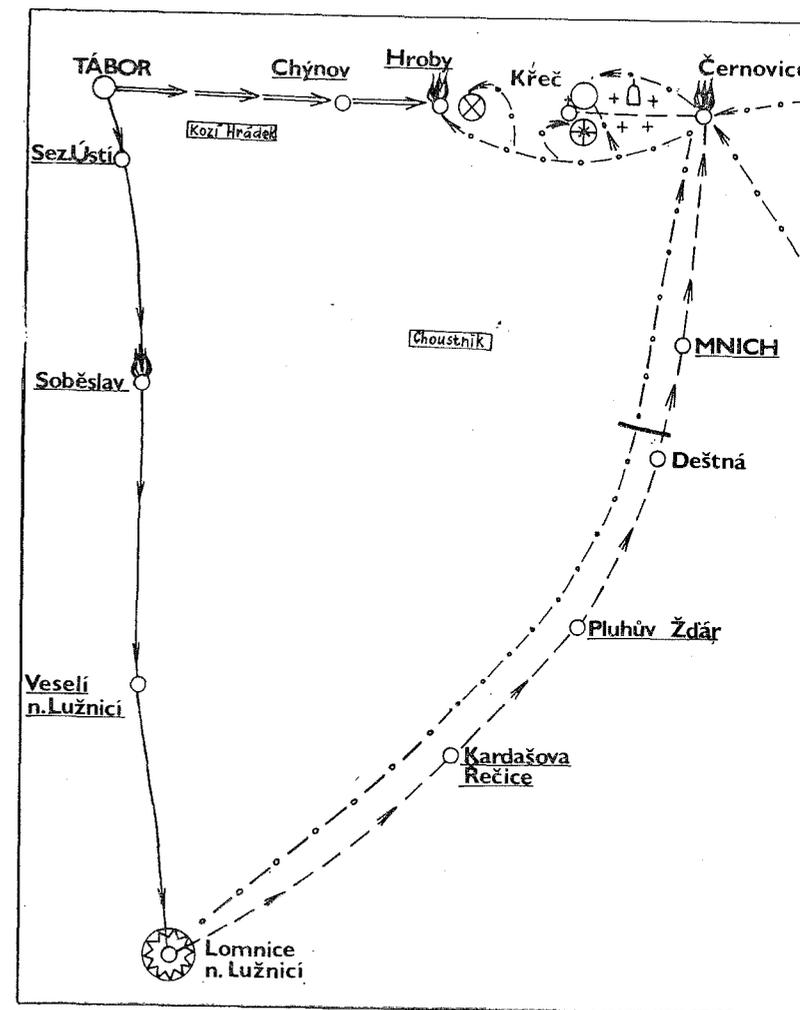 TÁBOR
Chýnov
Hroby
Křeč
Černovice
Kozí Hrádek
Sez.Ústí
Choustník
MNICH
Soběslav
Deštná
Pluhův Žďár
Veselí
n.Lužnicí
Kardašova
Řečice
Lomnice
n. Lužnicí